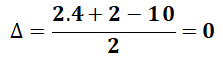 Δ = (2.4 + 2 − 10) / 2 = 0